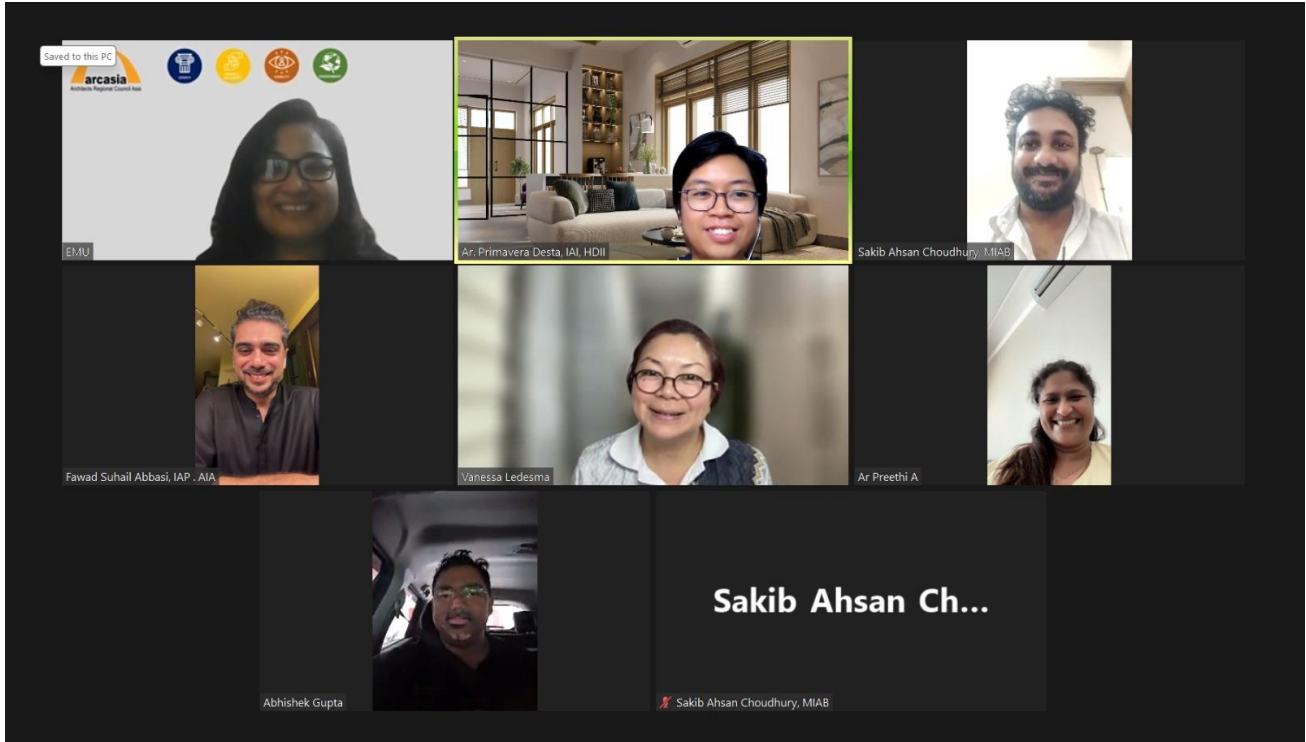 Saved to this PC
arcasia
Architects Regional Council Asia
EMU
Ar. Primavera Desta, IAI, HDII
Sakib Ahsan Choudhury, MIAB
Fawad Suhail Abbasi, IAP . AIA
Vanessa Ledesma
Ar Preethi A
Sakib Ahsan Ch...
Abhishek Gupta
Sakib Ahsan Choudhury, MIAB